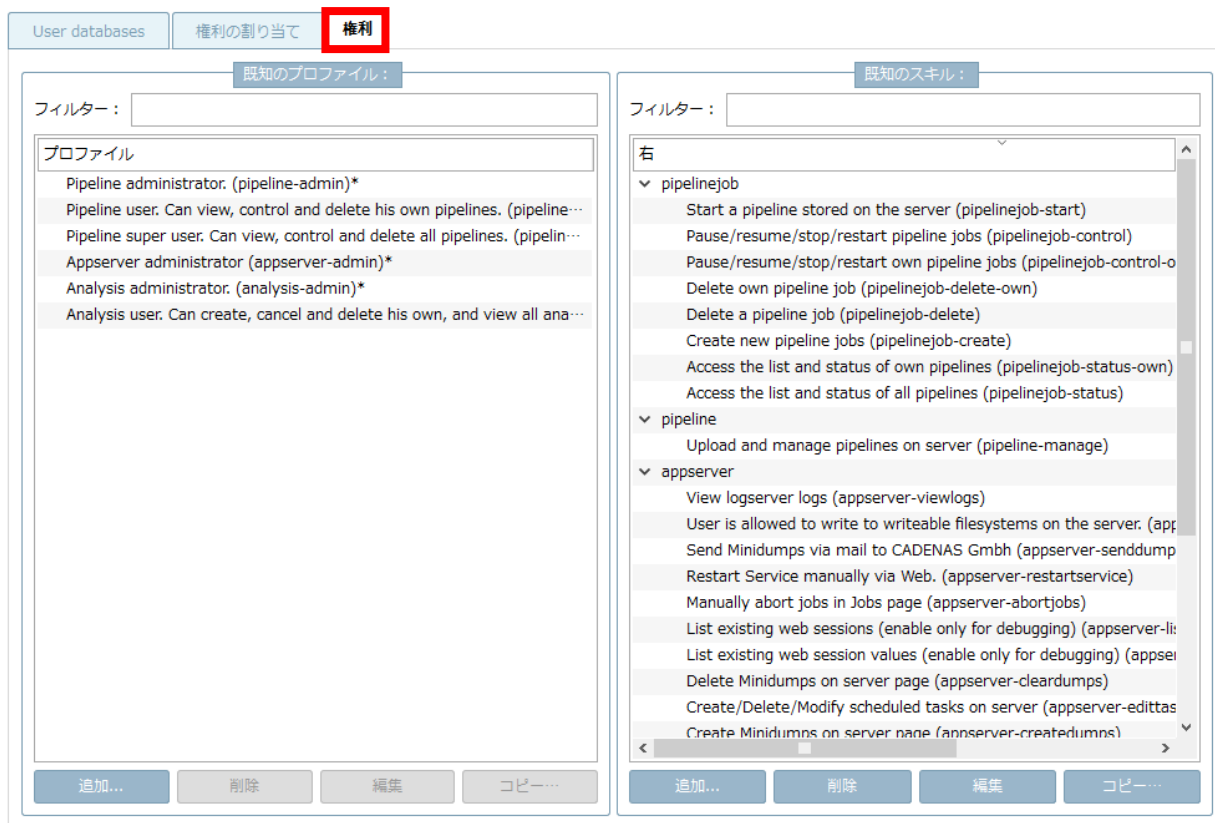 User databases 権利の割り当て 権利
既知のプロファイル：
フィルター：
プロファイル
Pipeline administrator. (pipeline-admin)*
Pipeline user. Can view, control and delete his own pipelines. (pipeline…
Pipeline super user. Can view, control and delete all pipelines. (pipelin…
Appserver administrator (appserver-admin)*
Analysis administrator. (analysis-admin)*
Analysis user. Can create, cancel and delete his own, and view all ana…
追加... 削除 編集 コピー…
既知のスキル：
フィルター：
右
pipelinejob
Start a pipeline stored on the server (pipelinejob-start)
Pause/resume/stop/restart pipeline jobs (pipelinejob-control)
Pause/resume/stop/restart own pipeline jobs (pipelinejob-control-o
Delete own pipeline job (pipelinejob-delete-own)
Delete a pipeline job (pipelinejob-delete)
Create new pipeline jobs (pipelinejob-create)
Access the list and status of own pipelines (pipelinejob-status-own)
Access the list and status of all pipelines (pipelinejob-status)
pipeline
Upload and manage pipelines on server (pipeline-manage)
appserver
View logserver logs (appserver-viewlogs)
User is allowed to write to writeable filesystems on the server. (app
Send Minidumps via mail to CADENAS Gmbh (appserver-senddump
Restart Service manually via Web. (appserver-restartservice)
Manually abort jobs in Jobs page (appserver-abortjobs)
List existing web sessions (enable only for debugging) (appserver-lis
List existing web session values (enable only for debugging) (appser
Delete Minidumps on server page (appserver-cleardumps)
Create/Delete/Modify scheduled tasks on server (appserver-edittas
Create Minidumps on server page (appserver-createdumps)
追加... 削除 編集 コピー…